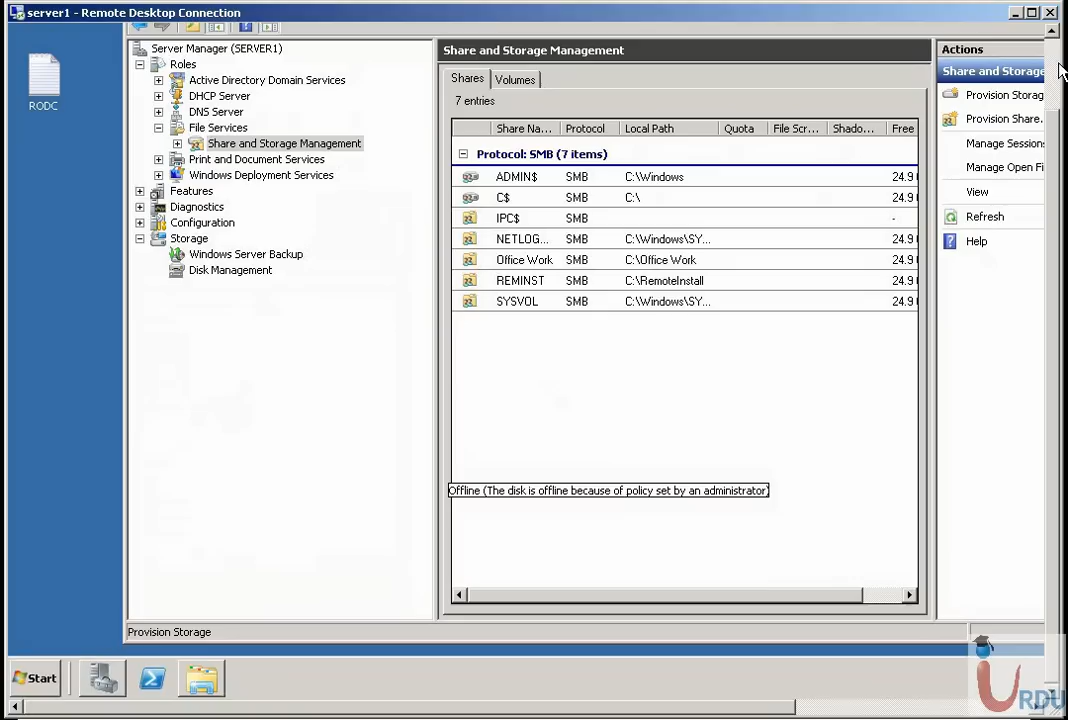 server1 - Remote Desktop Connection
RODC
Server Manager (SERVER1)
Roles
Active Directory Domain Services
DHCP Server
DNS Server
File Services
Share and Storage Management
Print and Document Services
Windows Deployment Services
Features
Diagnostics
Configuration
Storage
Windows Server Backup
Disk Management
Share and Storage Management
Shares Volumes
7 entries
Share Na... Protocol Local Path Quota File Scr... Shado... Free
Protocol: SMB (7 items)
ADMIN$ SMB C:\Windows 24.9
C$ SMB C:\ 24.9
IPC$ SMB -
NETLOG... SMB C:\Windows\SY... 24.9
Office Work SMB C:\Office Work 24.9
REMINST SMB C:\RemoteInstall 24.9
SYSVOL SMB C:\Windows\SY... 24.9
Offline (The disk is offline because of policy set by an administrator)
Actions
Share and Storage
Provision Storag
Provision Share.
Manage Session
Manage Open Fi
View
Refresh
Help
Provision Storage
Start
URDU